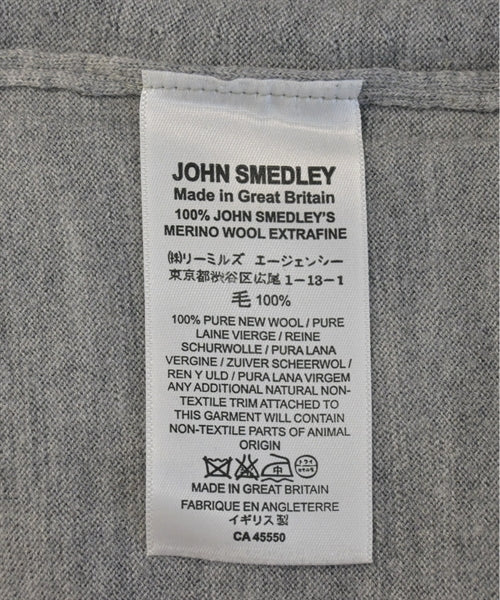 JOHN SMEDLEY
Made in Great Britain
100% JOHN SMEDLEY'S
MERINO WOOL EXTRAFINE
㈱リーミルズ エージェンシー
東京都渋谷区広尾 1-13-1
毛 100%
100% PURE NEW WOOL / PURE
LAINE VIERGE / REINE
SCHURWOLLE / PURA LANA
VERGINE / ZUIVER SCHEERWOL /
REN Y ULD / PURA LANA VIRGEM
ANY ADDITIONAL NATURAL NON-
TEXTILE TRIM ATTACHED TO
THIS GARMENT WILL CONTAIN
NON-TEXTILE PARTS OF ANIMAL
ORIGIN
中 ドライ
MADE IN GREAT BRITAIN
FABRIQUE EN ANGLETERRE
イギリス製
CA 45550